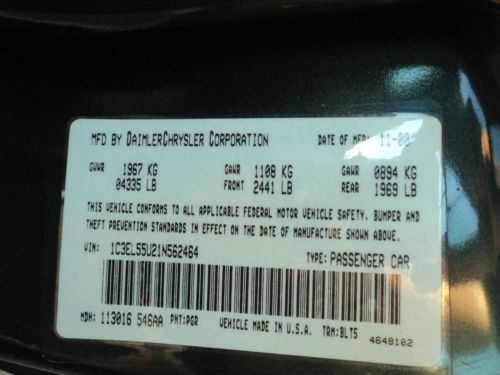 MFD BY DAIMLERCHRYSLER CORPORATION DATE OF MFD: 11-00
GVWR 1967 KG GAWR 1108 KG GAWR 0894 KG
04335 LB FRONT 2441 LB REAR 1969 LB
THIS VEHICLE CONFORMS TO ALL APPLICABLE FEDERAL MOTOR VEHICLE SAFETY, BUMPER AND
THEFT PREVENTION STANDARDS IN EFFECT ON THE DATE OF MANUFACTURE SHOWN ABOVE.
VIN: 1C3EL55U21N562464 TYPE: PASSENGER CAR
MDH: 113016 546AA PNT: PGR VEHICLE MADE IN U.S.A. TRM: BLT5
4648102